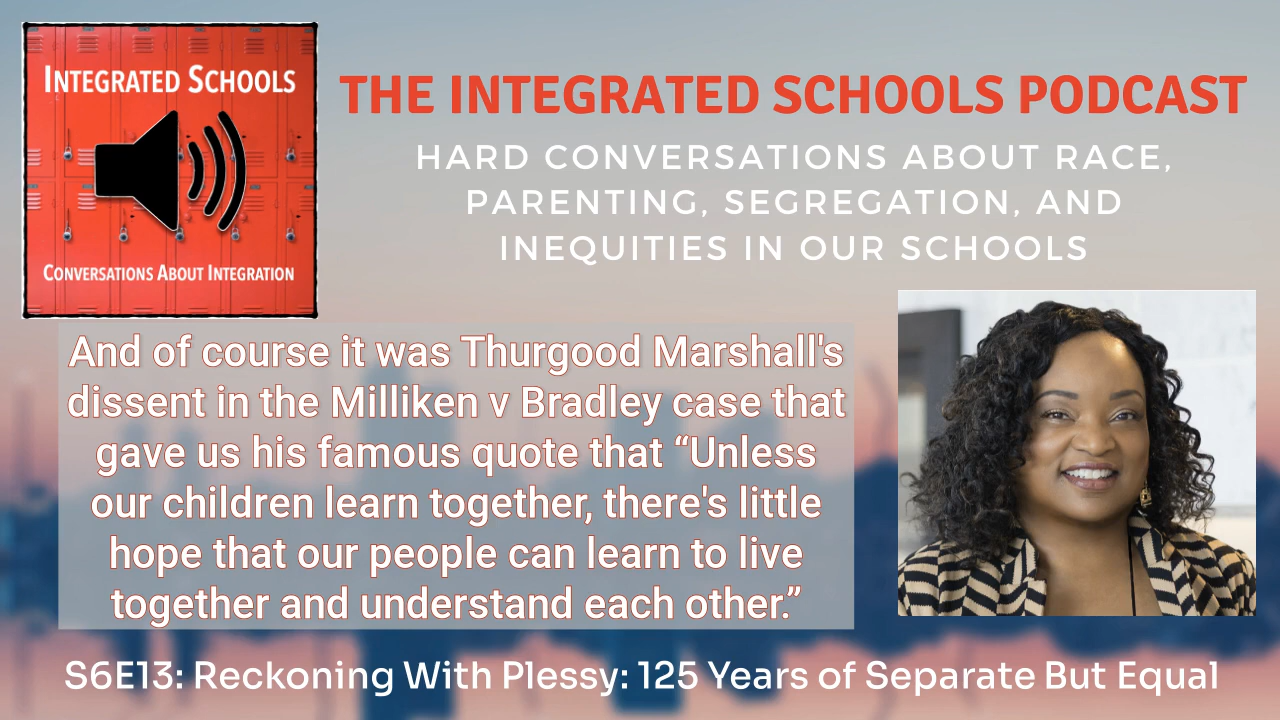 INTEGRATED SCHOOLS
CONVERSATIONS ABOUT INTEGRATION
THE INTEGRATED SCHOOLS PODCAST
HARD CONVERSATIONS ABOUT RACE,
PARENTING, SEGREGATION, AND
INEQUITIES IN OUR SCHOOLS
And of course it was Thurgood Marshall's
dissent in the Milliken v Bradley case that
gave us his famous quote that “Unless
our children learn together, there's little
hope that our people can learn to live
together and understand each other.”
S6E13: Reckoning With Plessy: 125 Years of Separate But Equal